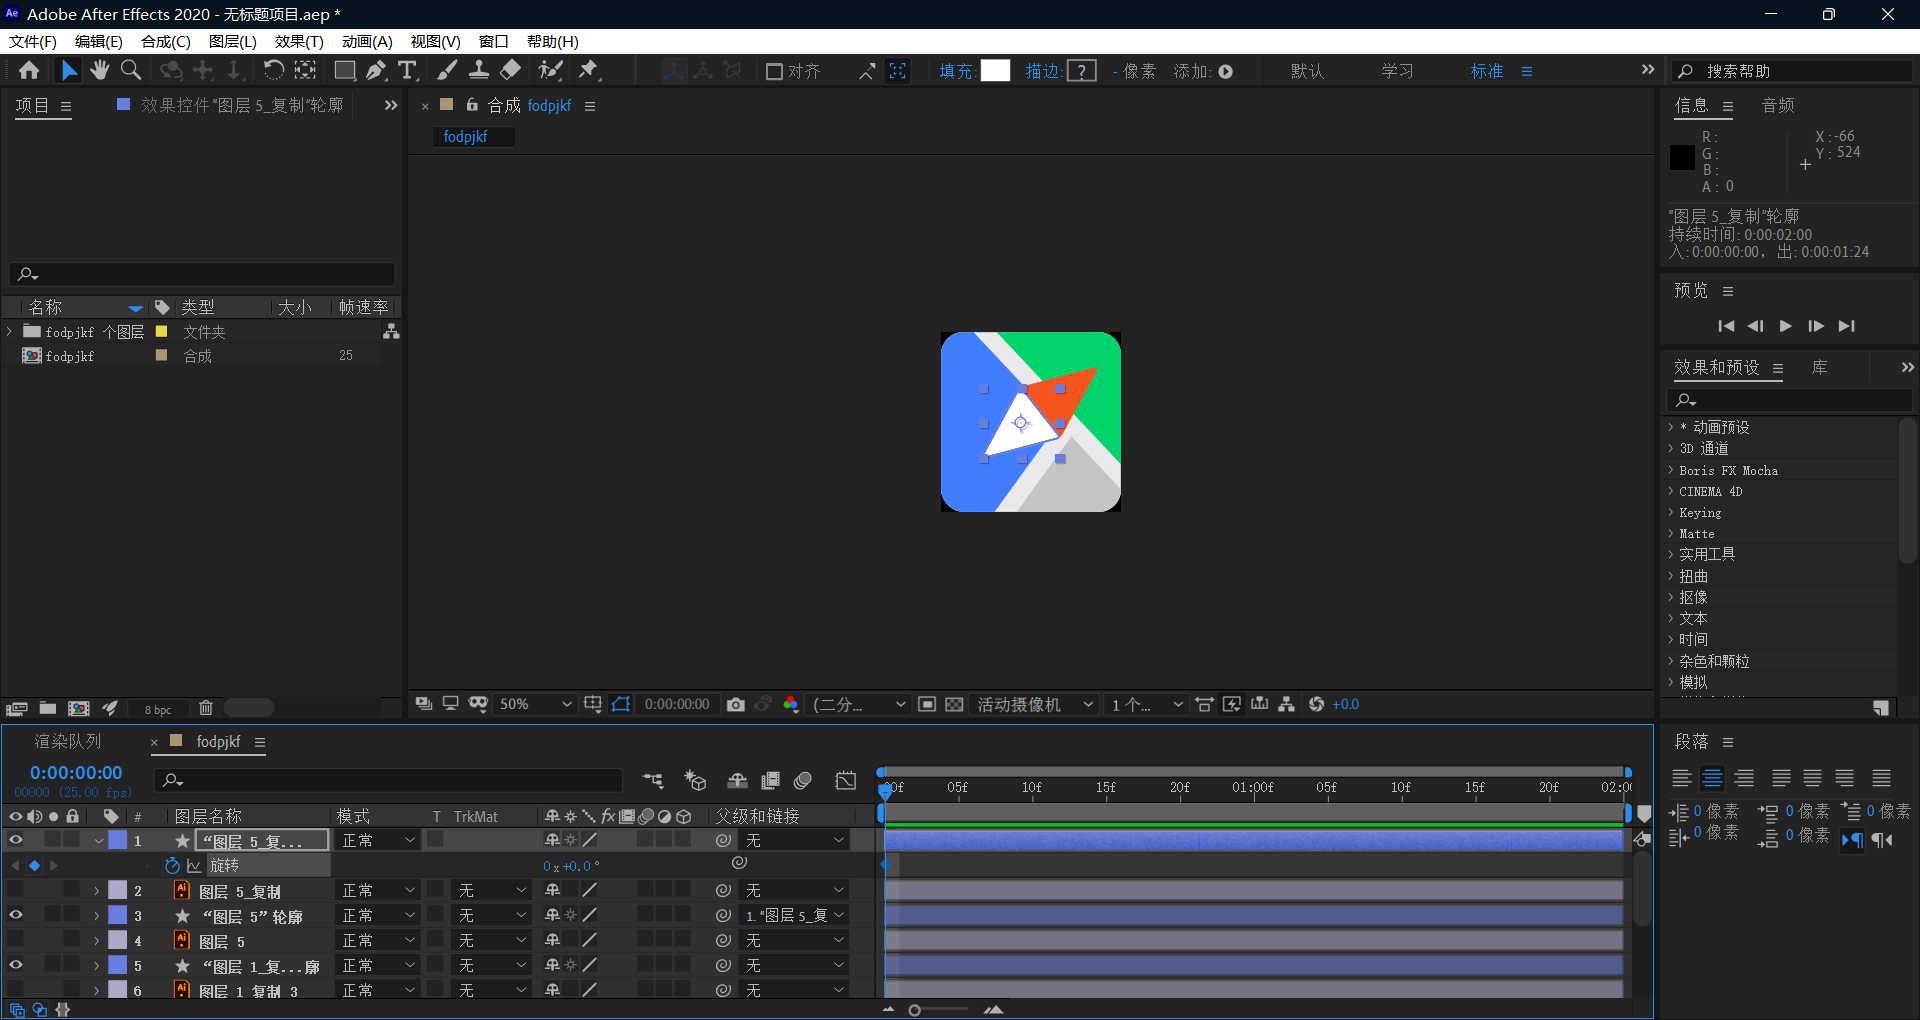 Ae Adobe After Effects 2020 - 无标题项目.aep *
文件(F) 编辑(E) 合成(C) 图层(L) 效果(T) 动画(A) 视图(V) 窗口 帮助(H)
对齐 填充: 描边: ? - 像素 添加: 默认 学习 标准 搜索帮助
项目 效果控件“图层 5_复制”轮廓
× 合成 fodpjkf
fodpjkf
信息 音频
R :
G :
B :
A : 0
X : -66
Y : 524
“图层 5_复制”轮廓
持续时间: 0:00:02:00
入: 0:00:00:00, 出: 0:00:01:24
预览
名称 类型 大小 帧速率
fodpjkf 个图层 文件夹
fodpjkf 合成 25
效果和预设 库
* 动画预设
3D 通道
Boris FX Mocha
CINEMA 4D
Keying
Matte
实用工具
扭曲
抠像
文本
时间
杂色和颗粒
模拟
8 bpc
50% 0:00:00:00 (二分... 活动摄像机 1 个... +0.0
渲染队列 × fodpjkf
0:00:00:00
00000 (25.00 fps)
00f 05f 10f 15f 20f 01:00f 05f 10f 15f 20f 02:00
# 图层名称 模式 T TrkMat fx 父级和链接
1 “图层 5_复... 正常 无
旋转 0x+0.0°
2 Ai 图层 5_复制 正常 无 无
3 “图层 5”轮廓 正常 无 1. “图层 5_复
4 Ai 图层 5 正常 无 无
5 “图层 1_复...廓 正常 无 无
6 Ai 图层 1_复制_3 正常 无 无
段落
0 像素 0 像素 0 像素
0 像素 0 像素